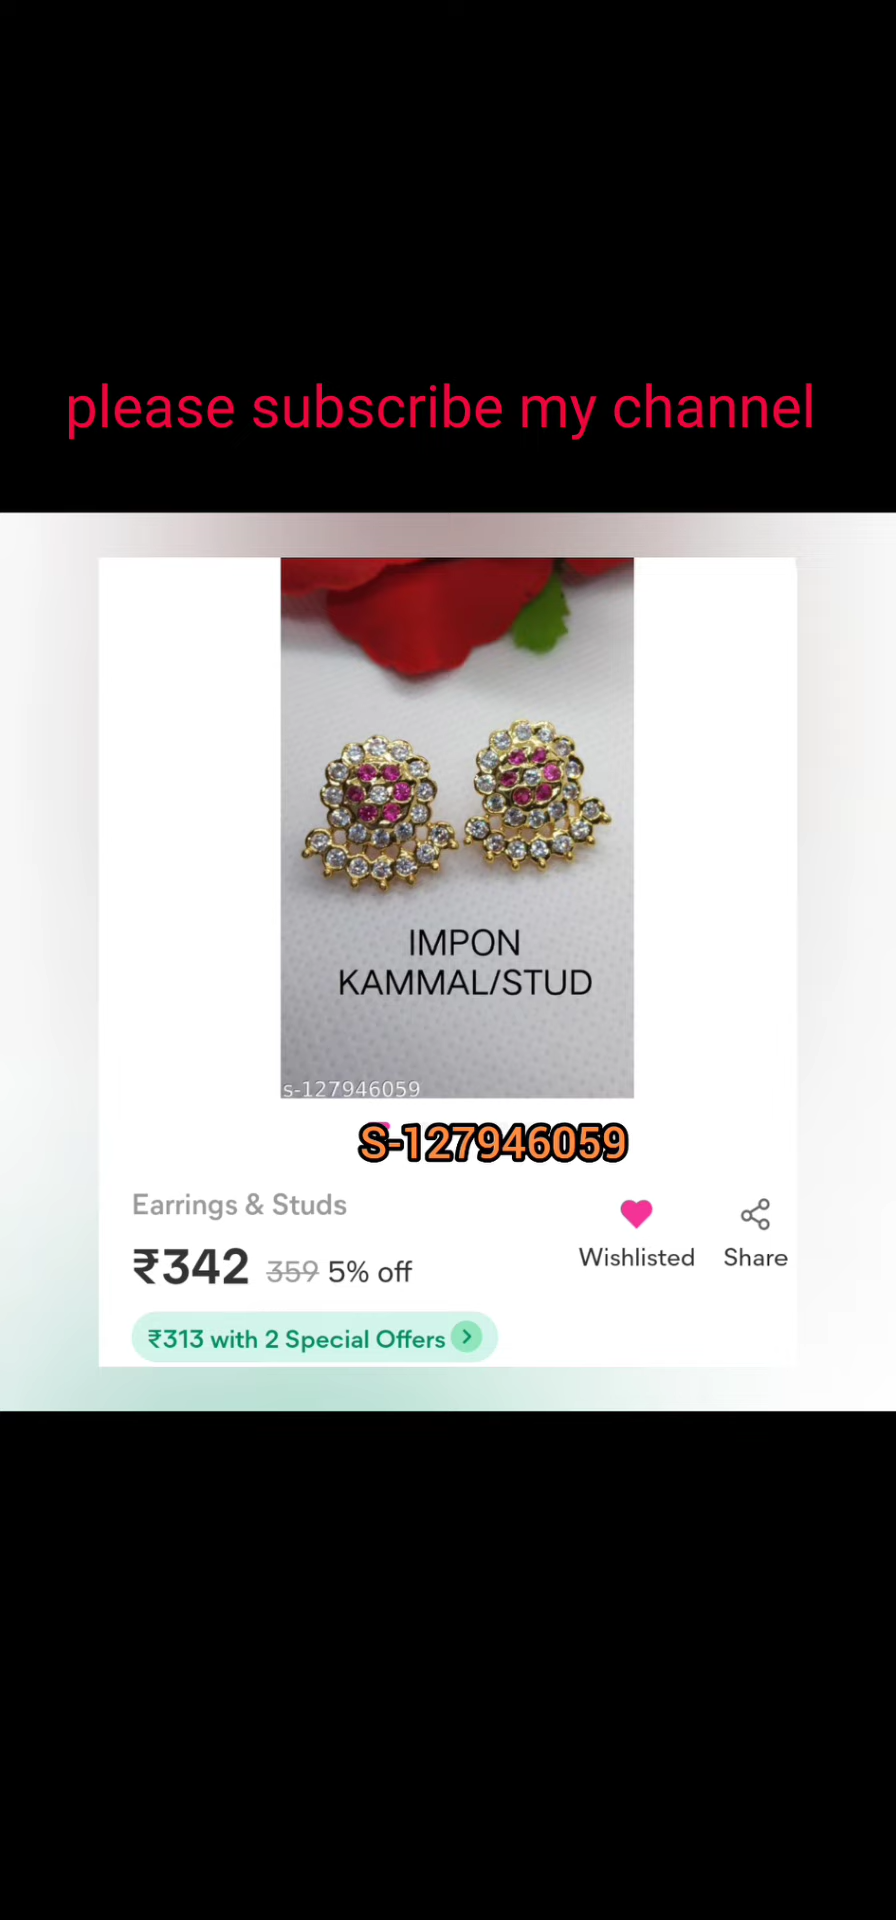 please subscribe my channel
IMPON
KAMMAL/STUD
s-127946059
S-127946059
Earrings & Studs
₹342 359 5% off
Wishlisted Share
₹313 with 2 Special Offers